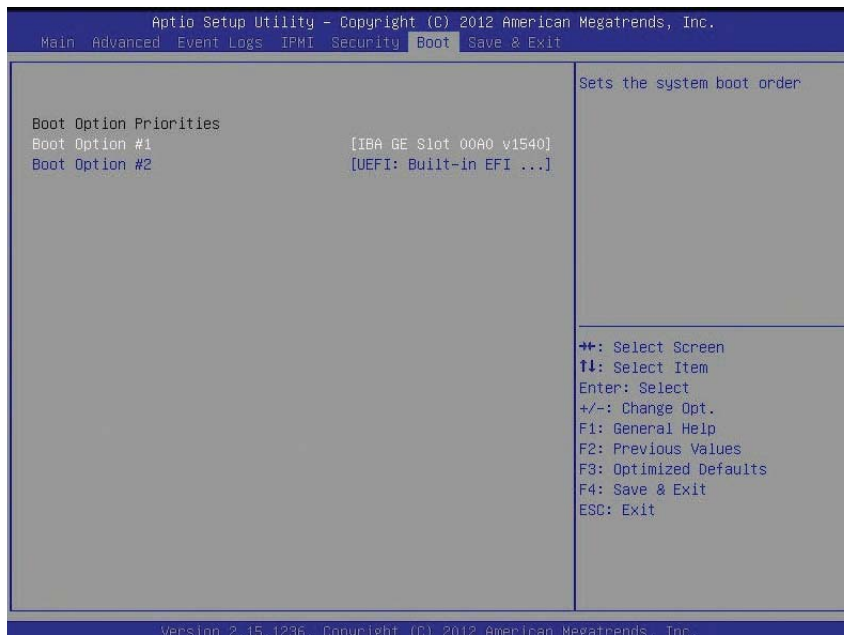 Aptio Setup Utility – Copyright (C) 2012 American Megatrends, Inc.
Main Advanced Event Logs IPMI Security Boot Save & Exit
Sets the system boot order
Boot Option Priorities
Boot Option #1 [IBA GE Slot 00A0 v1540]
Boot Option #2 [UEFI: Built-in EFI ...]
→←: Select Screen
↑↓: Select Item
Enter: Select
+/-: Change Opt.
F1: General Help
F2: Previous Values
F3: Optimized Defaults
F4: Save & Exit
ESC: Exit
Version 2.15.1236. Copyright (C) 2012 American Megatrends, Inc.